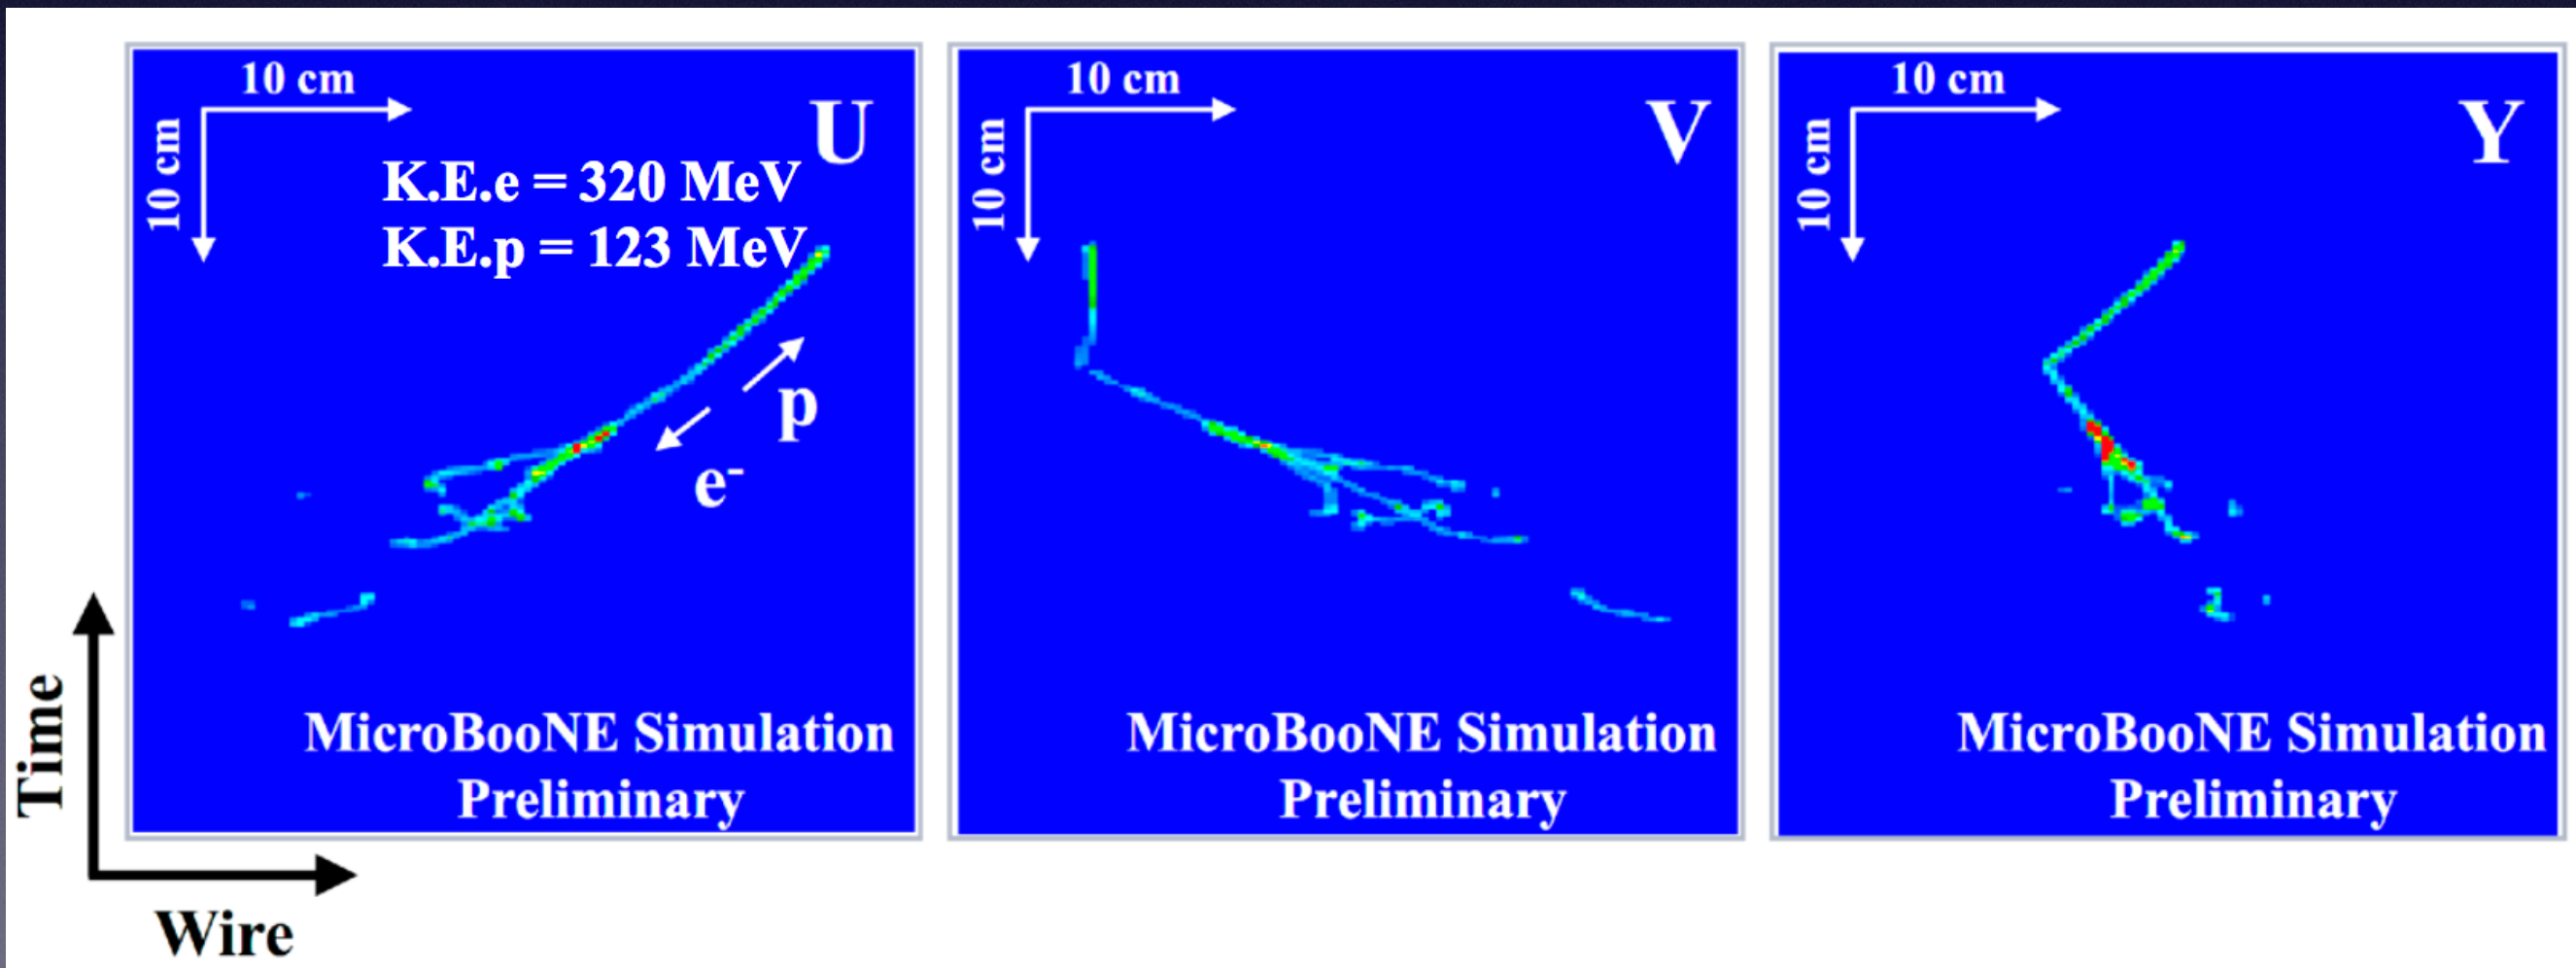 10 cm
10 cm
U
K.E.e = 320 MeV
K.E.p = 123 MeV
p
e-
MicroBooNE Simulation
Preliminary
10 cm
10 cm
V
MicroBooNE Simulation
Preliminary
10 cm
10 cm
Y
MicroBooNE Simulation
Preliminary
Time
Wire